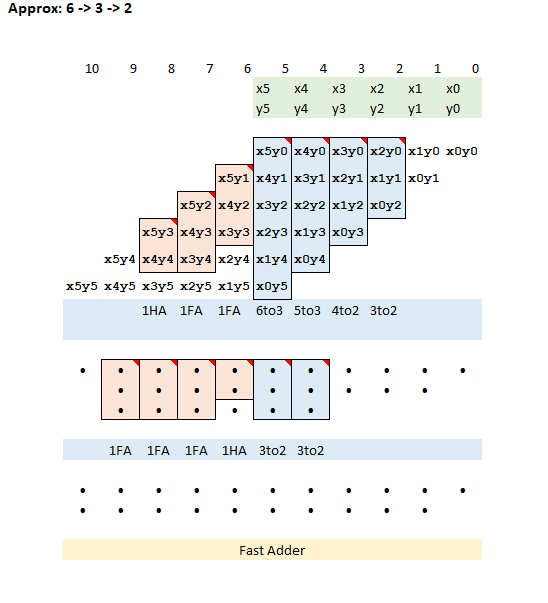 Approx: 6 -> 3 -> 2
10 9 8 7 6 5 4 3 2 1 0
x5 x4 x3 x2 x1 x0
y5 y4 y3 y2 y1 y0
x5y0 x4y0 x3y0 x2y0 x1y0 x0y0
x5y1 x4y1 x3y1 x2y1 x1y1 x0y1
x5y2 x4y2 x3y2 x2y2 x1y2 x0y2
x5y3 x4y3 x3y3 x2y3 x1y3 x0y3
x5y4 x4y4 x3y4 x2y4 x1y4 x0y4
x5y5 x4y5 x3y5 x2y5 x1y5 x0y5
1HA 1FA 1FA 6to3 5to3 4to2 3to2
1FA 1FA 1FA 1HA 3to2 3to2
Fast Adder